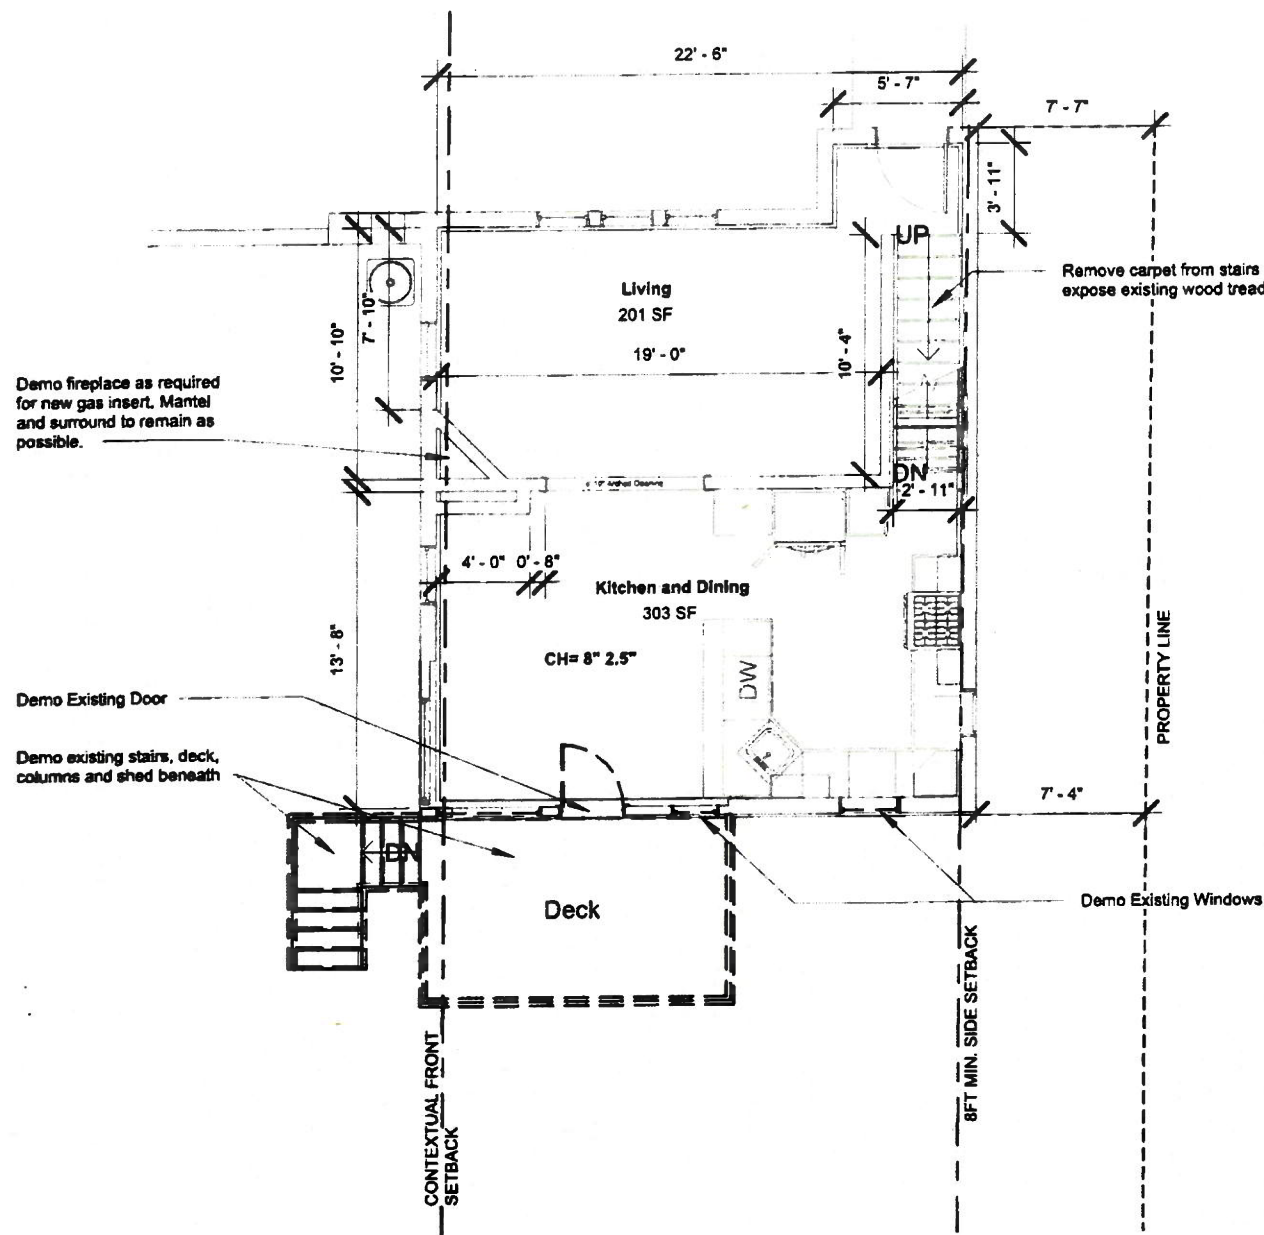 22' - 6"
5' - 7"
7' - 7"
3' - 11"
UP
Remove carpet from stairs
expose existing wood tread
Living
201 SF
19' - 0"
10' - 4"
7' - 10"
10' - 10"
Demo fireplace as required
for new gas insert. Mantel
and surround to remain as
possible.
DN
2' - 11"
10" Arched Opening
4' - 0"
0' - 8"
Kitchen and Dining
303 SF
CH= 8" 2.5"
13' - 8"
DW
PROPERTY LINE
Demo Existing Door
Demo existing stairs, deck,
columns and shed beneath
7' - 4"
DN
Deck
Demo Existing Windows
CONTEXTUAL FRONT
SETBACK
8FT MIN. SIDE SETBACK